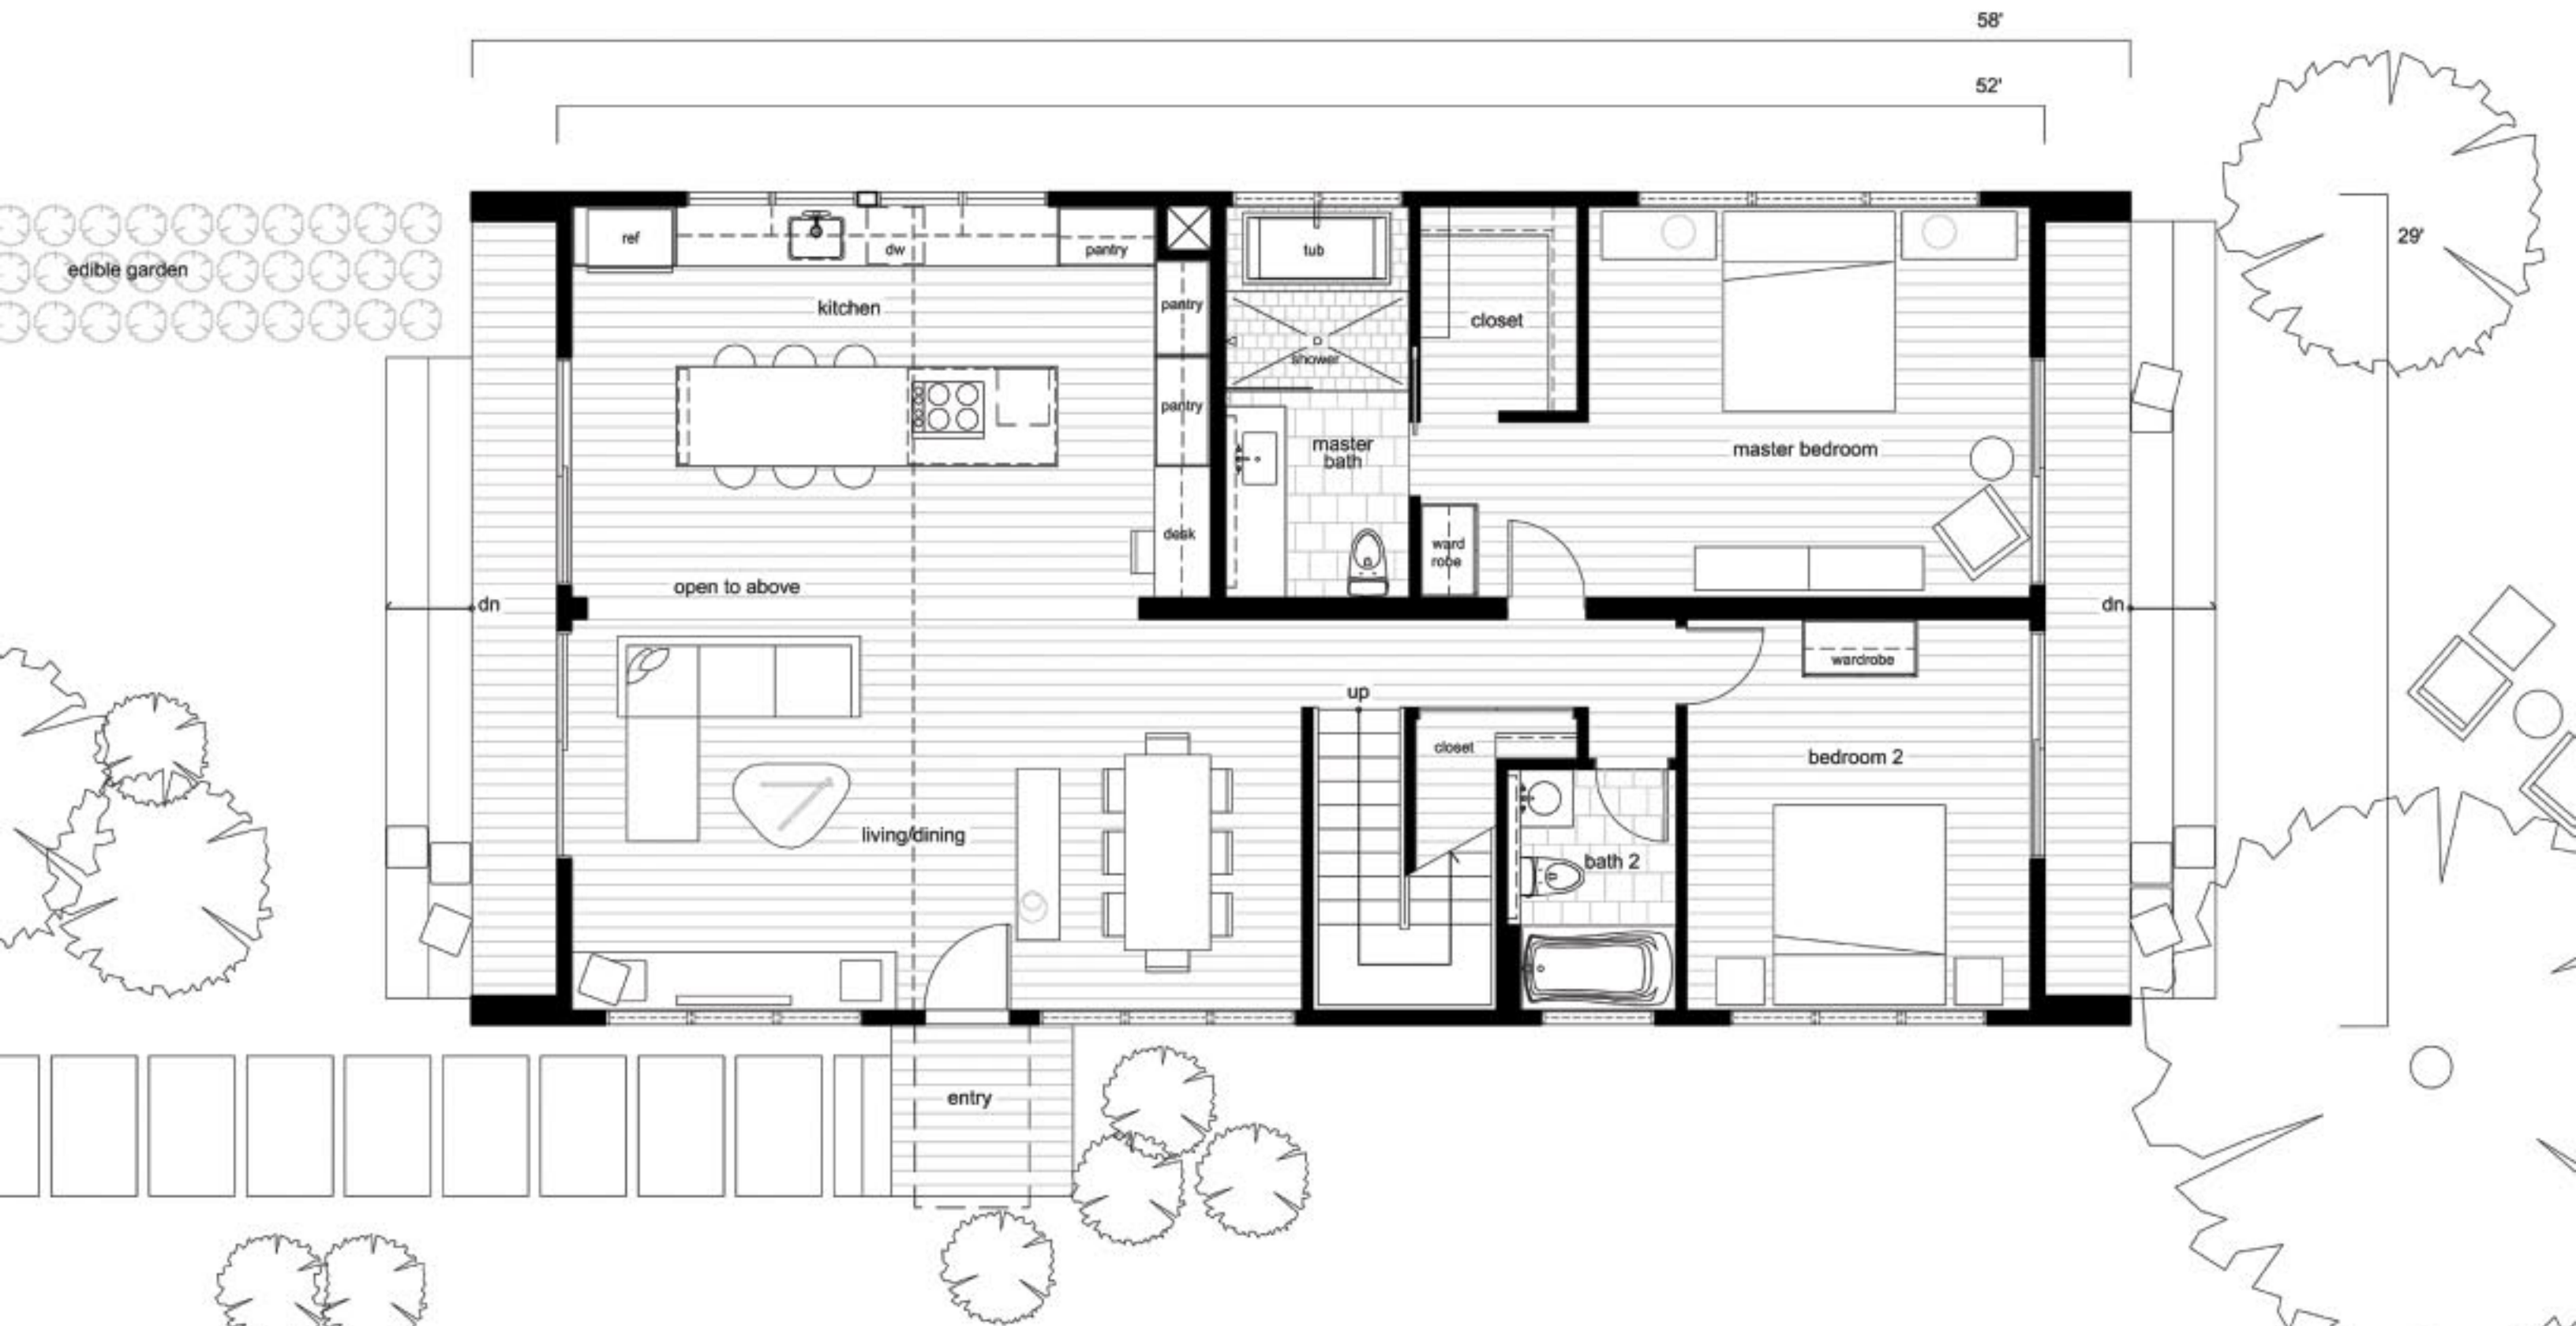 58'
52'
29'
edible garden
ref
dw
pantry
tub
kitchen
pantry
closet
shower
pantry
master
bath
master bedroom
desk
ward
robe
open to above
dn
dn
wardrobe
up
closet
bedroom 2
living/dining
bath 2
entry